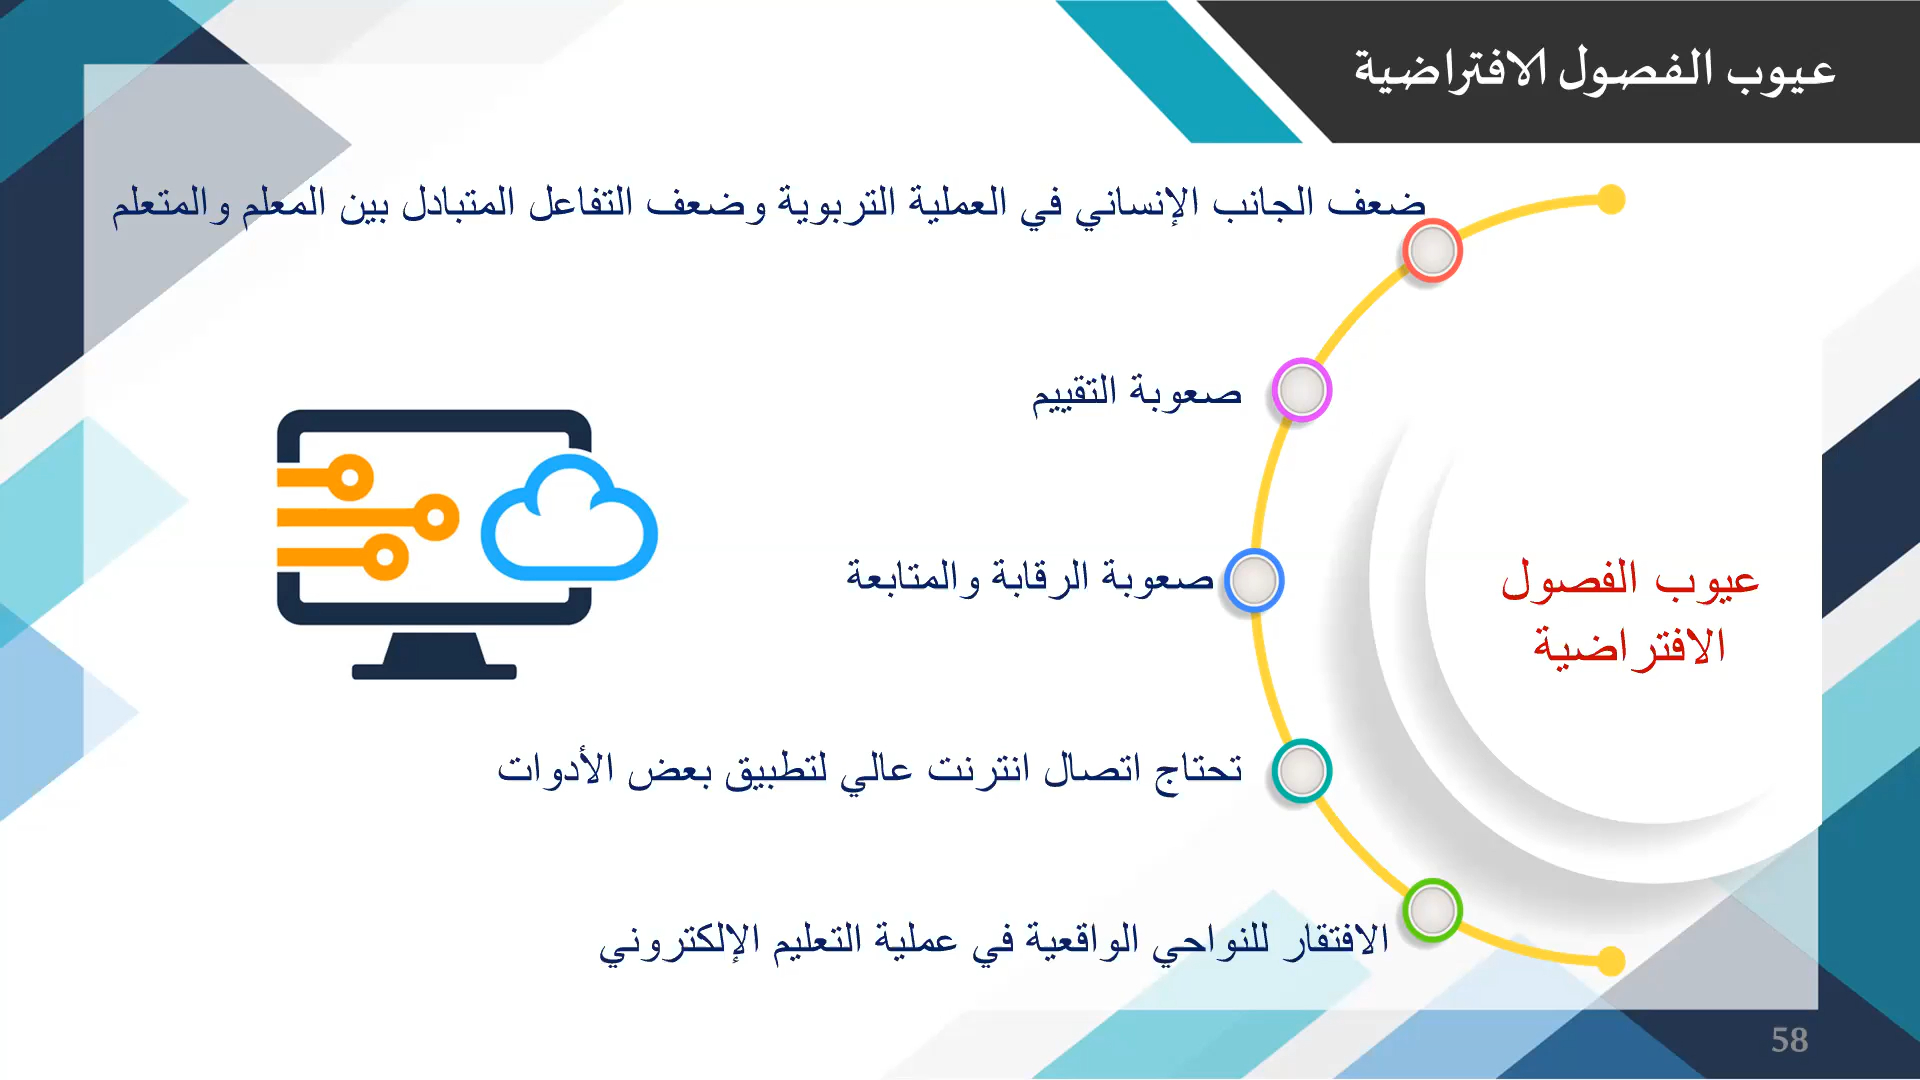 عيوب الفصول الافتراضية
ضعف الجانب الإنساني في العملية التربوية وضعف التفاعل المتبادل بين المعلم والمتعلم
صعوبة التقييم
صعوبة الرقابة والمتابعة
عيوب الفصول
الافتراضية
تحتاج اتصال انترنت عالي لتطبيق بعض الأدوات
الافتقار للنواحي الواقعية في عملية التعليم الإلكتروني
58